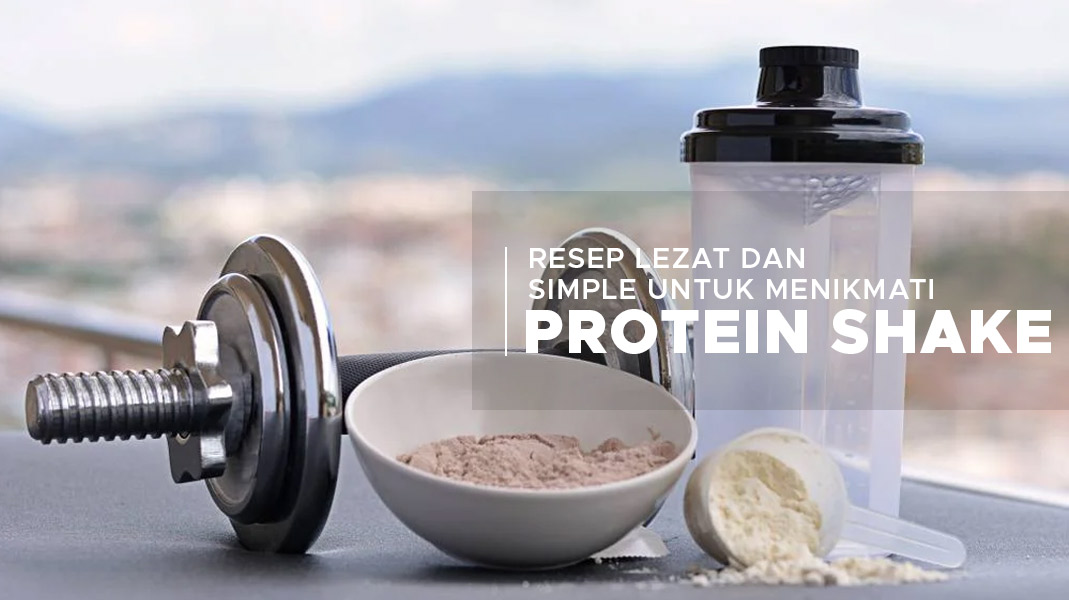 RESEP LEZAT DAN
SIMPLE UNTUK MENIKMATI
PROTEIN SHAKE